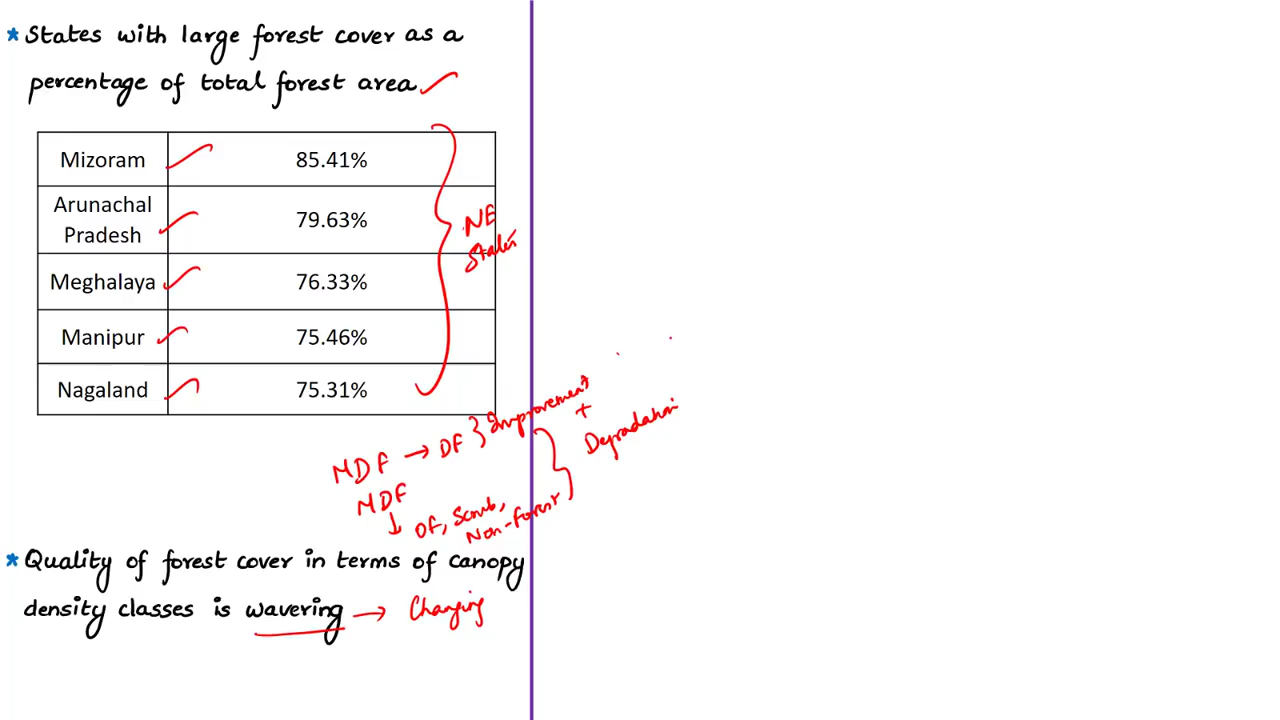 * States with large forest cover as a
percentage of total forest area
Mizoram 85.41%
Arunachal
Pradesh 79.63%
Meghalaya 76.33%
Manipur 75.46%
Nagaland 75.31%
NE
States
MDF → DF } Improvement
+
Degradation
MDF
↓ OF, Scrub,
Non-forest
* Quality of forest cover in terms of canopy
density classes is wavering → Changing